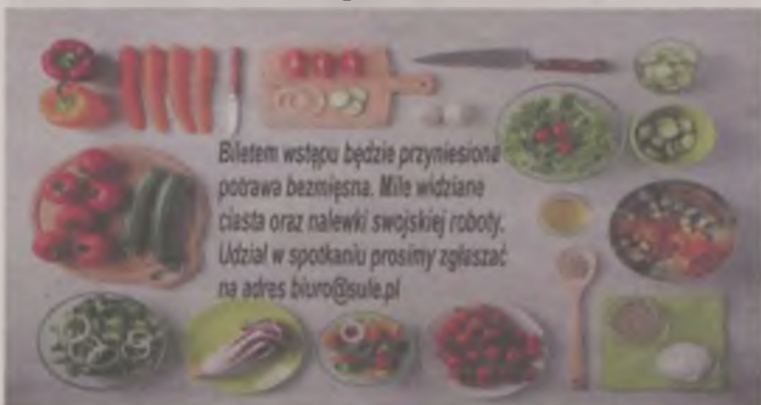 Biletem wstępu będzie przyniesiona
potrawa bezmięsna. Mile widziane
ciasta oraz nalewki swojskiej roboty.
Udział w spotkaniu prosimy zgłaszać
na adres biuro@sule.pl